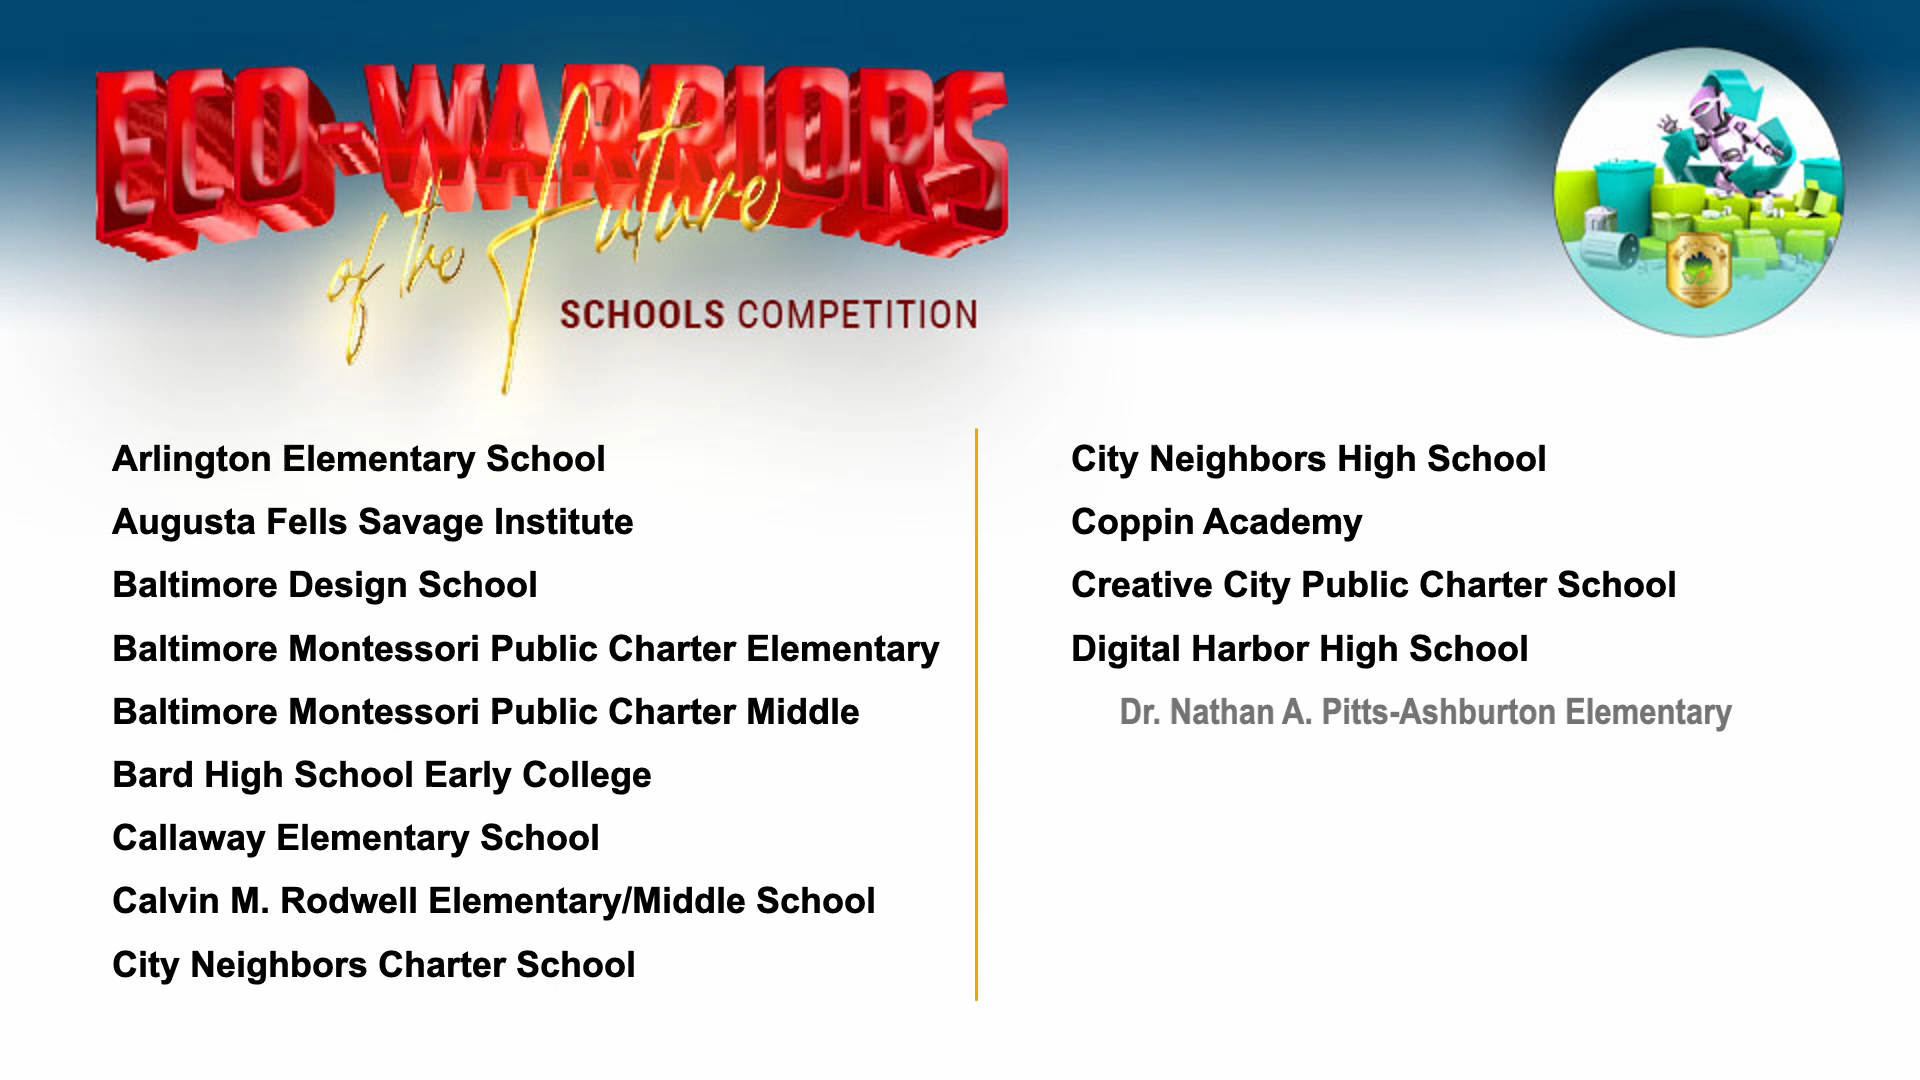 ECO-WARRIORS
of the Future
SCHOOLS COMPETITION
Arlington Elementary School
Augusta Fells Savage Institute
Baltimore Design School
Baltimore Montessori Public Charter Elementary
Baltimore Montessori Public Charter Middle
Bard High School Early College
Callaway Elementary School
Calvin M. Rodwell Elementary/Middle School
City Neighbors Charter School
City Neighbors High School
Coppin Academy
Creative City Public Charter School
Digital Harbor High School
Dr. Nathan A. Pitts-Ashburton Elementary